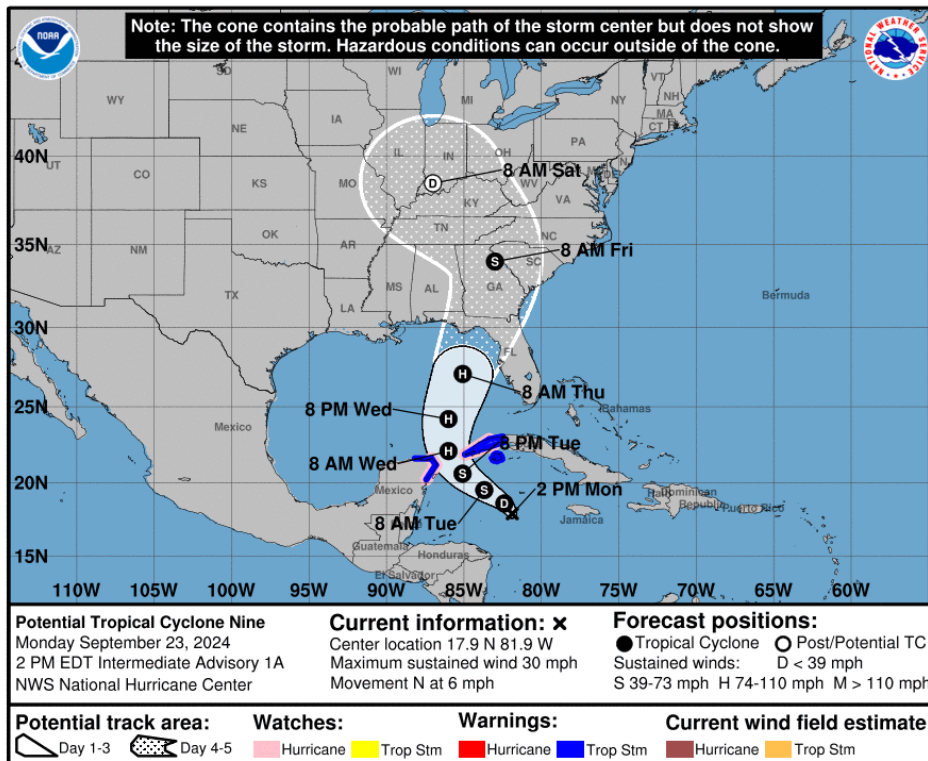 Note: The cone contains the probable path of the storm center but does not show
the size of the storm. Hazardous conditions can occur outside of the cone.
NOAA
NATIONAL WEATHER SERVICE
WI
SD
WY
MI
NY
VT
NH
MA
CT
IA
NE
PA
40N
UT
CO
IL
IN
OH
8 AM Sat
D
KS
MO
WV
VA
KY
35N
AZ
NM
OK
AR
TN
NC
8 AM Fri
S
SC
TX
MS
AL
GA
LA
Bermuda
30N
FL
H
8 AM Thu
25N
8 PM Wed
H
Bahamas
Mexico
8 PM Tue
8 AM Wed
H
S
20N
Mexico
S
D
2 PM Mon
8 AM Tue
Dominican
Republic
Puerto Rico
Jamaica
Guatemala
Honduras
15N
El Salvador
110W 105W 100W 95W 90W 85W 80W 75W 70W 65W 60W
Potential Tropical Cyclone Nine
Monday September 23, 2024
2 PM EDT Intermediate Advisory 1A
NWS National Hurricane Center
Current information: ×
Center location 17.9 N 81.9 W
Maximum sustained wind 30 mph
Movement N at 6 mph
Forecast positions:
Tropical Cyclone Post/Potential TC
Sustained winds: D < 39 mph
S 39-73 mph H 74-110 mph M > 110 mph
Potential track area:
Day 1-3 Day 4-5
Watches:
Hurricane Trop Stm
Warnings:
Hurricane Trop Stm
Current wind field estimate
Hurricane Trop Stm